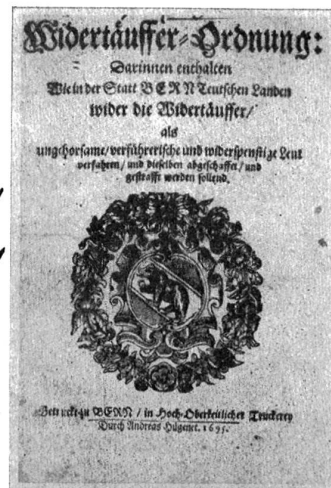 Widertäuffer-Ordnung:
Darinnen enthalten
Wie in der Statt BERN Teutschen Landen
wider die Widertäuffer/
als
ungehorsame/verführerische und widerspenstige Leut
verfahren/ und dieselben abgeschaffet/ und
gestrafft werden sollend.
Getruckt zu BERN / in Hoch-Oberkeitlicher Truckerey
Durch Andreas Hügenet. 1695.